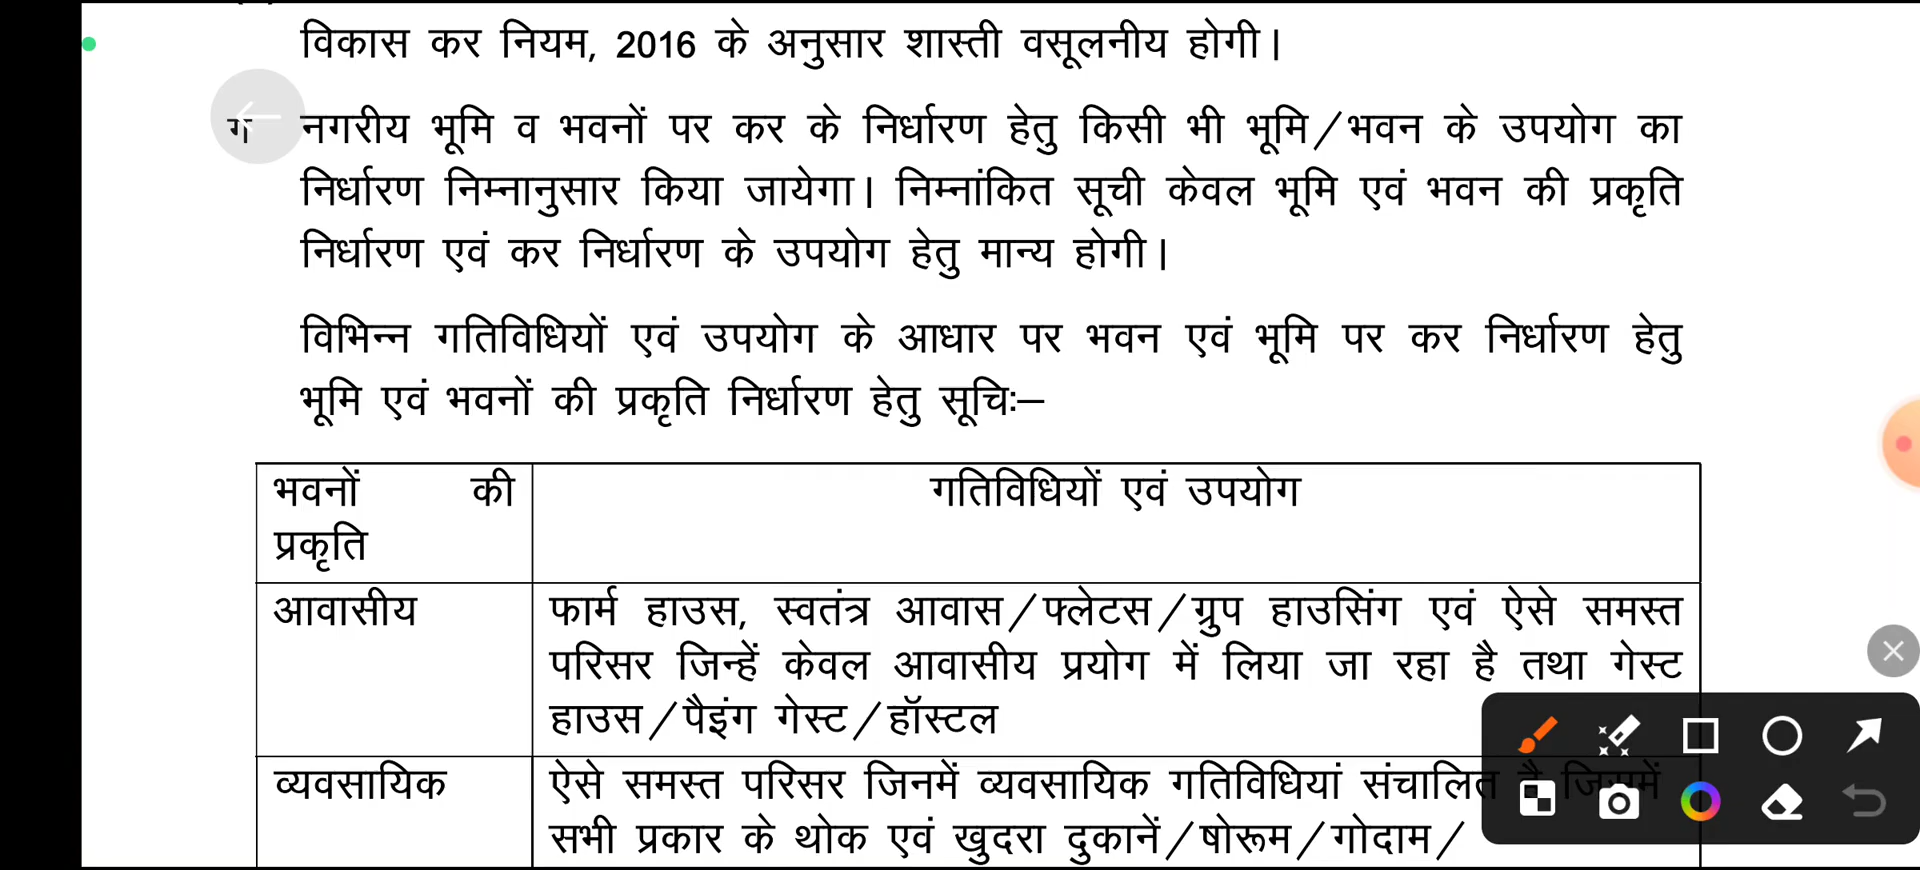 विकास कर नियम, 2016 के अनुसार शास्ती वसूलनीय होगी।
ग नगरीय भूमि व भवनों पर कर के निर्धारण हेतु किसी भी भूमि/भवन के उपयोग का
निर्धारण निम्नानुसार किया जायेगा। निम्नांकित सूची केवल भूमि एवं भवन की प्रकृति
निर्धारण एवं कर निर्धारण के उपयोग हेतु मान्य होगी।
विभिन्न गतिविधियों एवं उपयोग के आधार पर भवन एवं भूमि पर कर निर्धारण हेतु
भूमि एवं भवनों की प्रकृति निर्धारण हेतु सूचिः–
भवनों की
प्रकृति
गतिविधियों एवं उपयोग
आवासीय
फार्म हाउस, स्वतंत्र आवास/फ्लेटस/ग्रुप हाउसिंग एवं ऐसे समस्त
परिसर जिन्हें केवल आवासीय प्रयोग में लिया जा रहा है तथा गेस्ट
हाउस/पैइंग गेस्ट/हॉस्टल
व्यवसायिक
ऐसे समस्त परिसर जिनमें व्यवसायिक गतिविधियां संचालित है जिसमें
सभी प्रकार के थोक एवं खुदरा दुकानें/षोरूम/गोदाम/